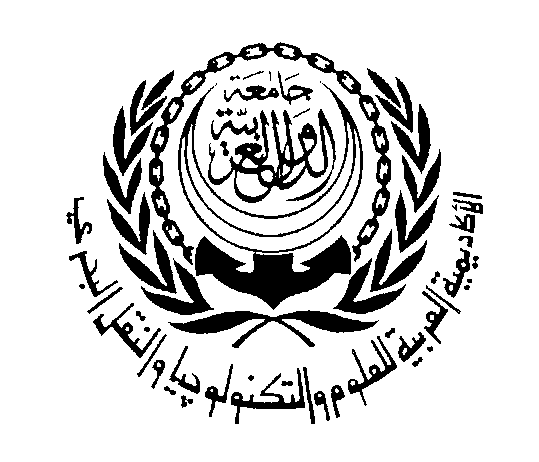 جامعة
الدول العربية
الأكاديمية العربية للعلوم والتكنولوجيا والنقل البحري